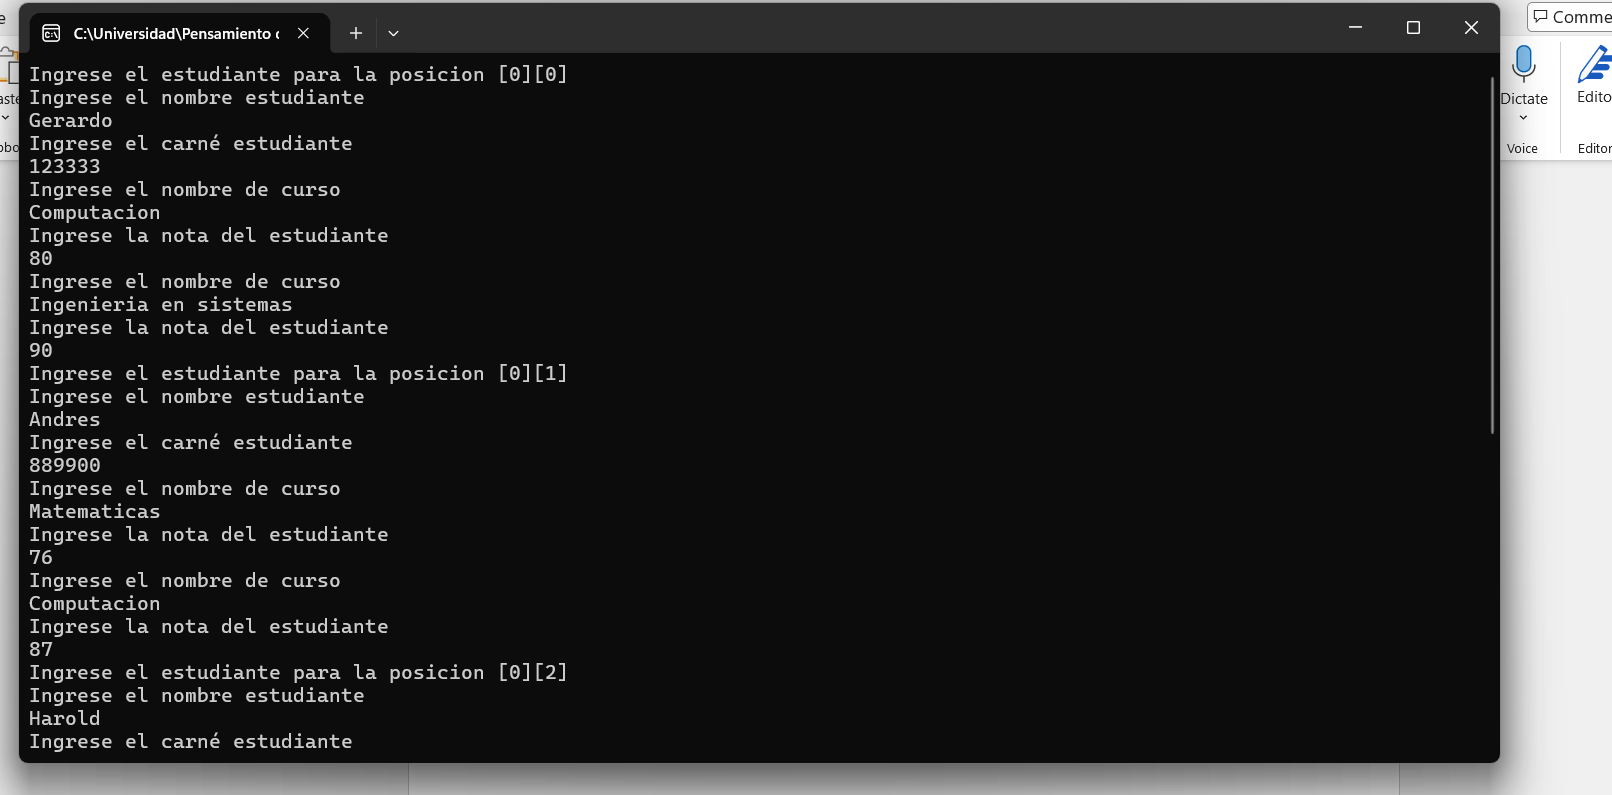 C:\Universidad\Pensamiento
Comme
Dictate
Edito
Voice
Editor
Ingrese el estudiante para la posicion [0][0]
Ingrese el nombre estudiante
Gerardo
Ingrese el carné estudiante
123333
Ingrese el nombre de curso
Computacion
Ingrese la nota del estudiante
80
Ingrese el nombre de curso
Ingenieria en sistemas
Ingrese la nota del estudiante
90
Ingrese el estudiante para la posicion [0][1]
Ingrese el nombre estudiante
Andres
Ingrese el carné estudiante
889900
Ingrese el nombre de curso
Matematicas
Ingrese la nota del estudiante
76
Ingrese el nombre de curso
Computacion
Ingrese la nota del estudiante
87
Ingrese el estudiante para la posicion [0][2]
Ingrese el nombre estudiante
Harold
Ingrese el carné estudiante